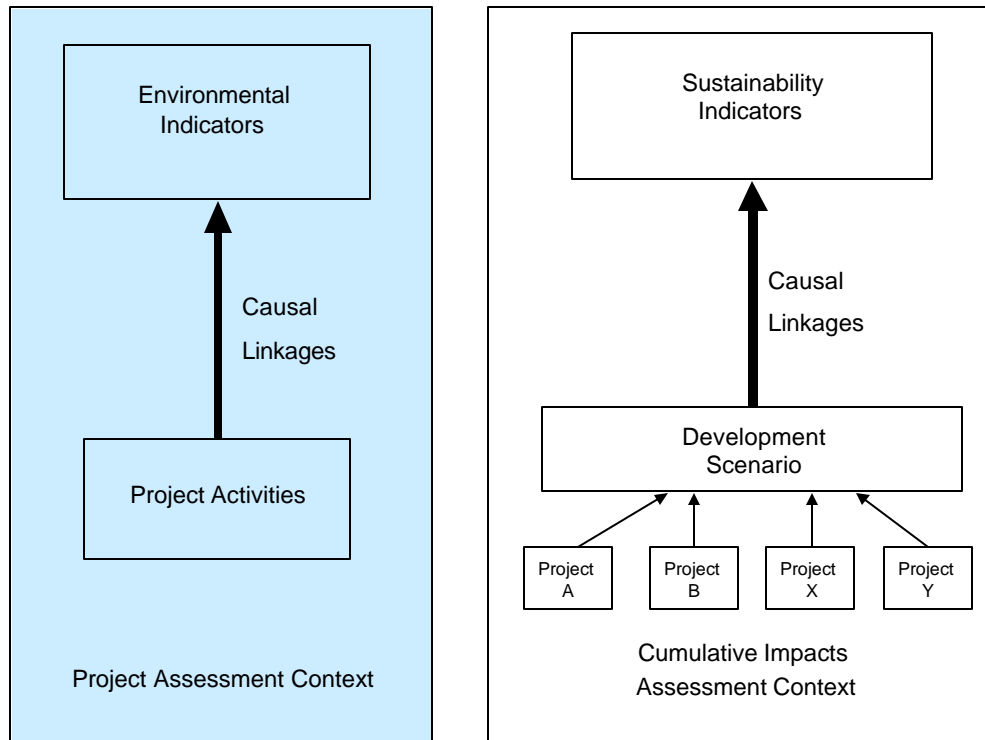 Environmental
Indicators
Causal
Linkages
Project Activities
Project Assessment Context
Sustainability
Indicators
Causal
Linkages
Development
Scenario
Project
A
Project
B
Project
X
Project
Y
Cumulative Impacts
Assessment Context